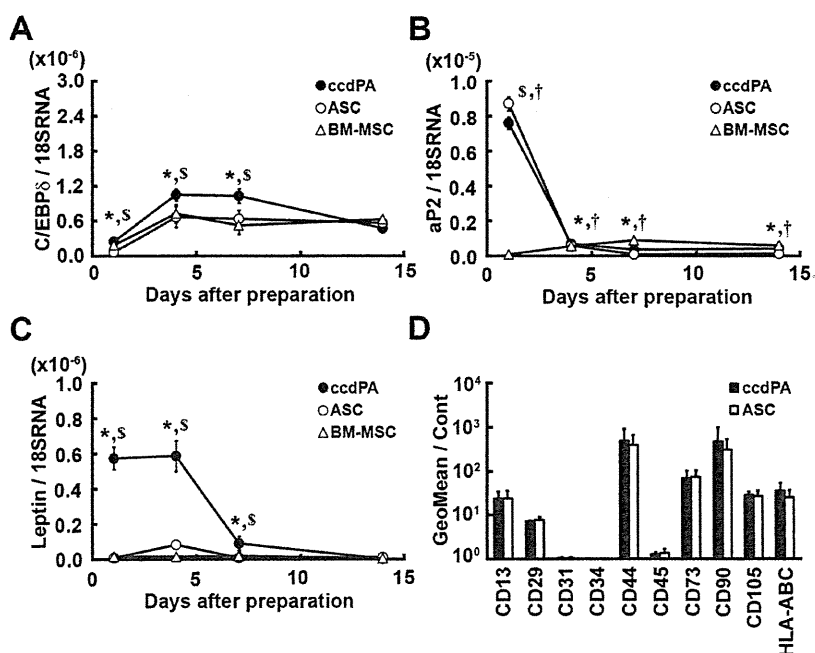 A
(x10⁻⁶)
C/EBPδ / 18SRNA
3.0
2.4
1.8
1.2
0.6
0.0
ccdPA
ASC
BM-MSC
*,$
*,$
*,$
0
5
10
15
Days after preparation
B
(x10⁻⁵)
aP2 / 18SRNA
1.0
0.8
0.6
0.4
0.2
0.0
ccdPA
ASC
BM-MSC
$,†
*,†
*,†
*,†
0
5
10
15
Days after preparation
C
(x10⁻⁶)
Leptin / 18SRNA
1.0
0.8
0.6
0.4
0.2
0.0
ccdPA
ASC
BM-MSC
*,$
*,$
*,$
0
5
10
15
Days after preparation
D
GeoMean / Cont
10⁴
10³
10²
10¹
10⁰
ccdPA
ASC
CD13
CD29
CD31
CD34
CD44
CD45
CD73
CD90
CD105
HLA-ABC